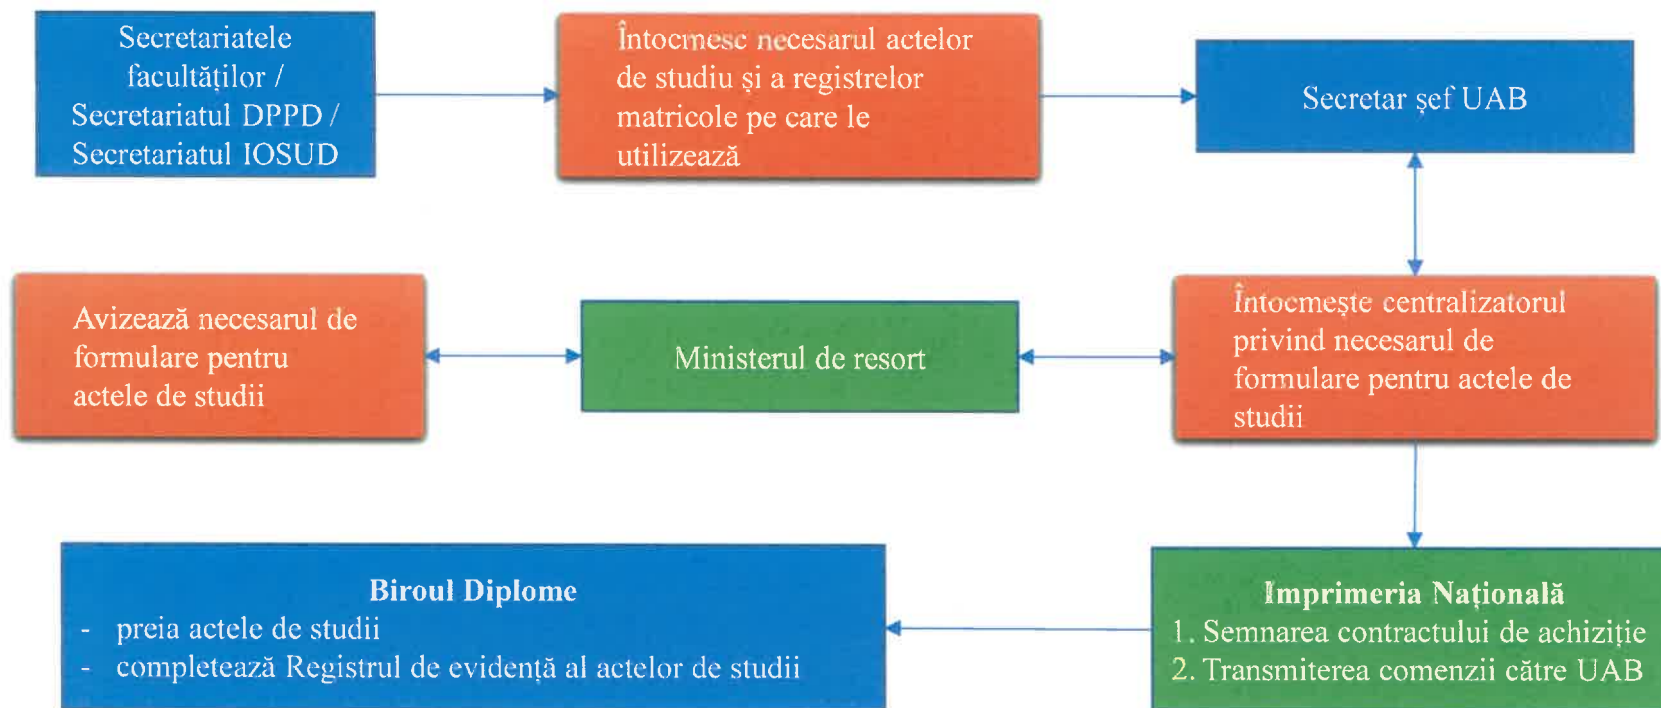 Secretariatele
facultăților /
Secretariatul DPPD /
Secretariatul IOSUD
Întocmesc necesarul actelor
de studiu și a registrelor
matricole pe care le
utilizează
Secretar șef UAB
Avizează necesarul de
formulare pentru
actele de studii
Ministerul de resort
Întocmește centralizatorul
privind necesarul de
formulare pentru actele de
studii
Biroul Diplome
- preia actele de studii
- completează Registrul de evidență al actelor de studii
Imprimeria Națională
1. Semnarea contractului de achiziție
2. Transmiterea comenzii către UAB